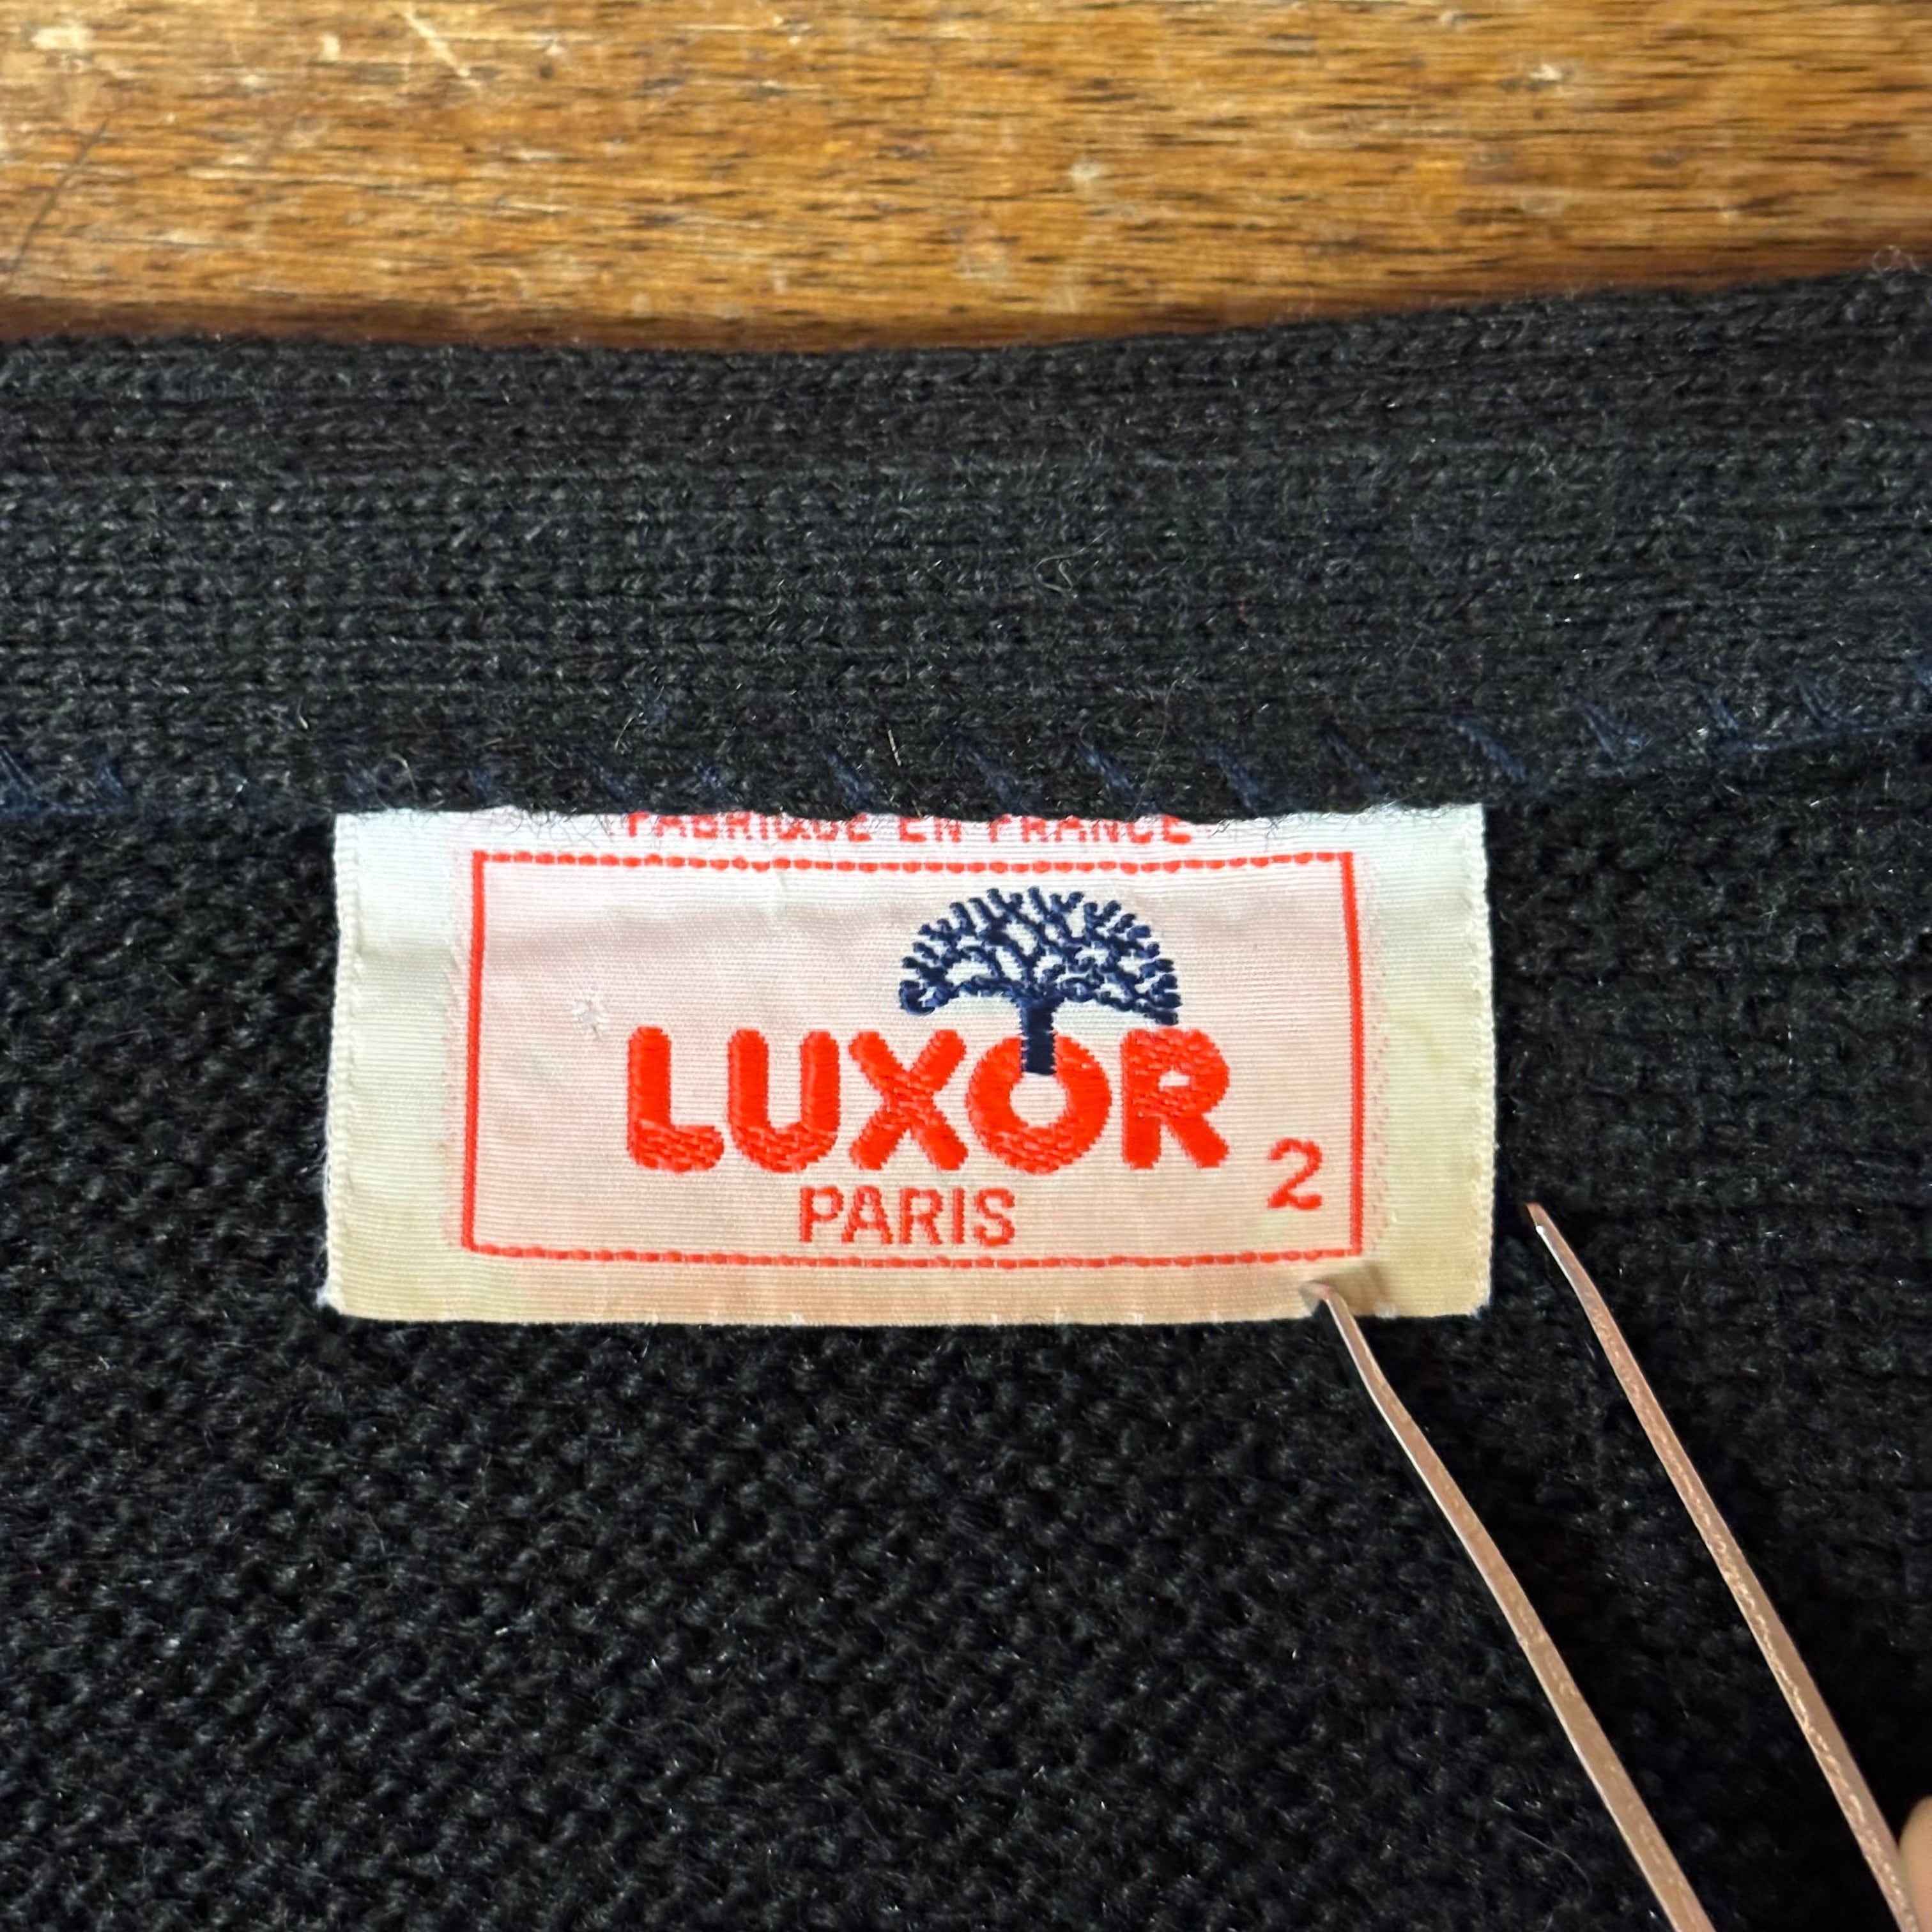 FABRIQUE EN FRANCE
LUXOR
2
PARIS